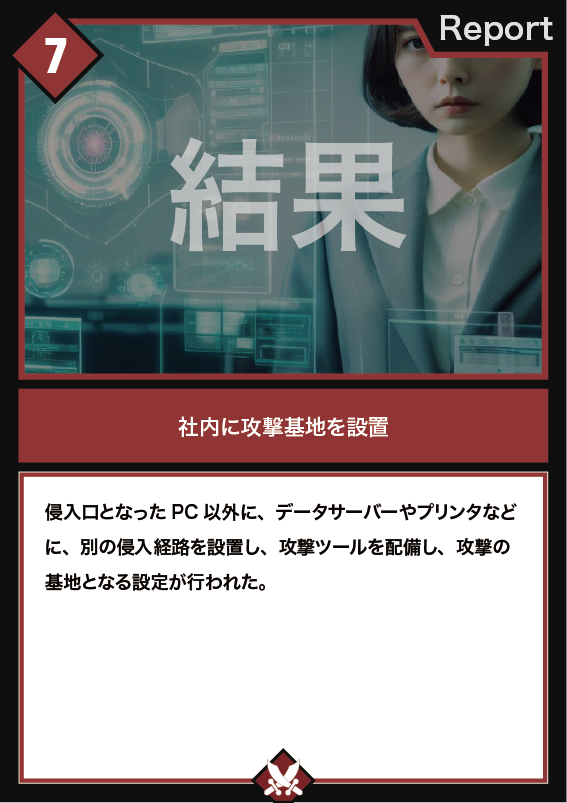 7
Report
結果
社内に攻撃基地を設置
侵入口となった PC 以外に、データサーバーやプリンタなど
に、別の侵入経路を設置し、攻撃ツールを配備し、攻撃の
基地となる設定が行われた。